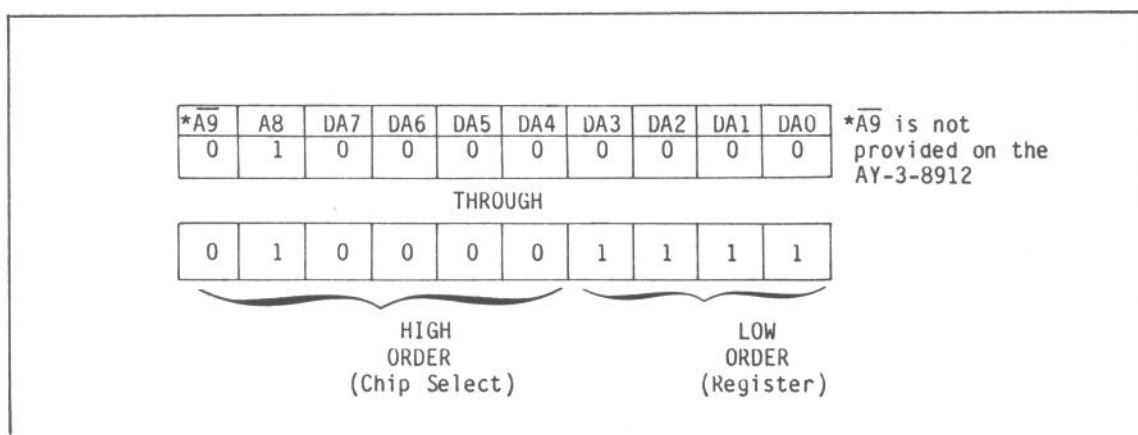 *A9 A8 DA7 DA6 DA5 DA4 DA3 DA2 DA1 DA0
0 1 0 0 0 0 0 0 0 0
*A9 is not
provided on the
AY-3-8912
THROUGH
0 1 0 0 0 0 1 1 1 1
HIGH
ORDER
(Chip Select)
LOW
ORDER
(Register)